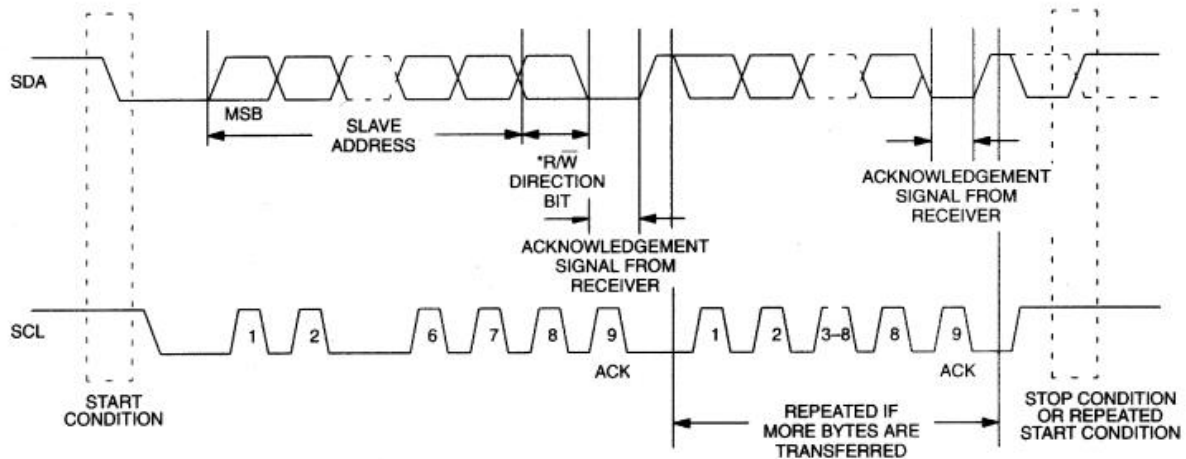 SDA
MSB
SLAVE
ADDRESS
*R/W̅
DIRECTION
BIT
ACKNOWLEDGEMENT
SIGNAL FROM
RECEIVER
ACKNOWLEDGEMENT
SIGNAL FROM
RECEIVER
SCL
1 2 6 7 8 9 1 2 3–8 8 9
ACK
ACK
START
CONDITION
REPEATED IF
MORE BYTES ARE
TRANSFERRED
STOP CONDITION
OR REPEATED
START CONDITION